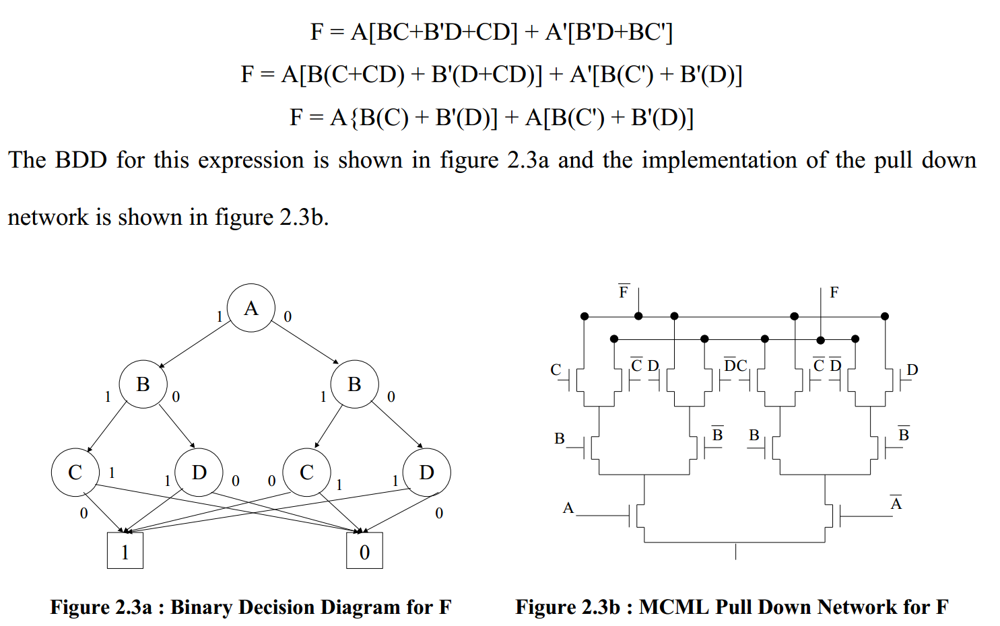 F = A[BC+B'D+CD] + A'[B'D+BC']
F = A[B(C+CD) + B'(D+CD)] + A'[B(C') + B'(D)]
F = A{B(C) + B'(D)] + A[B(C') + B'(D)]
The BDD for this expression is shown in figure 2.3a and the implementation of the pull down
network is shown in figure 2.3b.
A
1 0
B B
1 0 1 0
C D C D
1 1 0 0 1 1
0 0
1 0
Figure 2.3a : Binary Decision Diagram for F
F̅ F
C C̅ D D̅ C C̅ D̅ D
B B̅ B B̅
A A̅
Figure 2.3b : MCML Pull Down Network for F